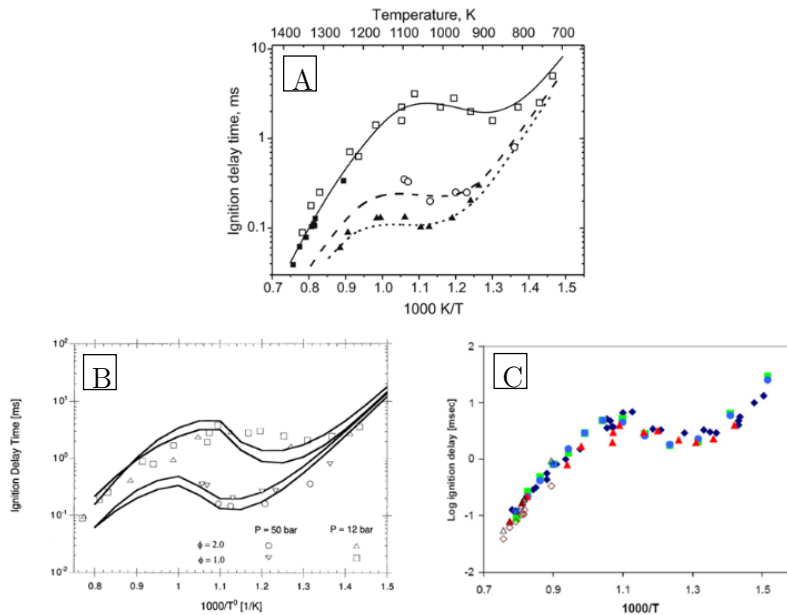 Temperature, K
1400 1300 1200 1100 1000 900 800 700
10
1
0.1
Ignition delay time, ms
A
0.7 0.8 0.9 1.0 1.1 1.2 1.3 1.4 1.5
1000 K/T
10²
10¹
10⁰
10⁻¹
10⁻²
Ignition Delay Time [ms]
B
P = 50 bar P = 12 bar
ϕ = 2.0
ϕ = 1.0
0.8 0.9 1 1.1 1.2 1.3 1.4 1.5
1000/T⁰ [1/K]
C
2
1
0
-1
-2
Log ignition delay [msec]
0.7 0.9 1.1 1.3 1.5
1000/T